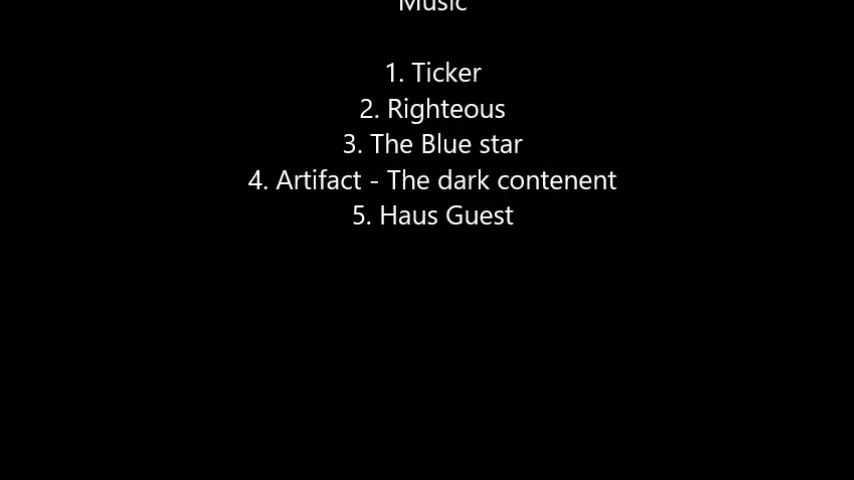 Music
1. Ticker
2. Righteous
3. The Blue star
4. Artifact - The dark contenent
5. Haus Guest